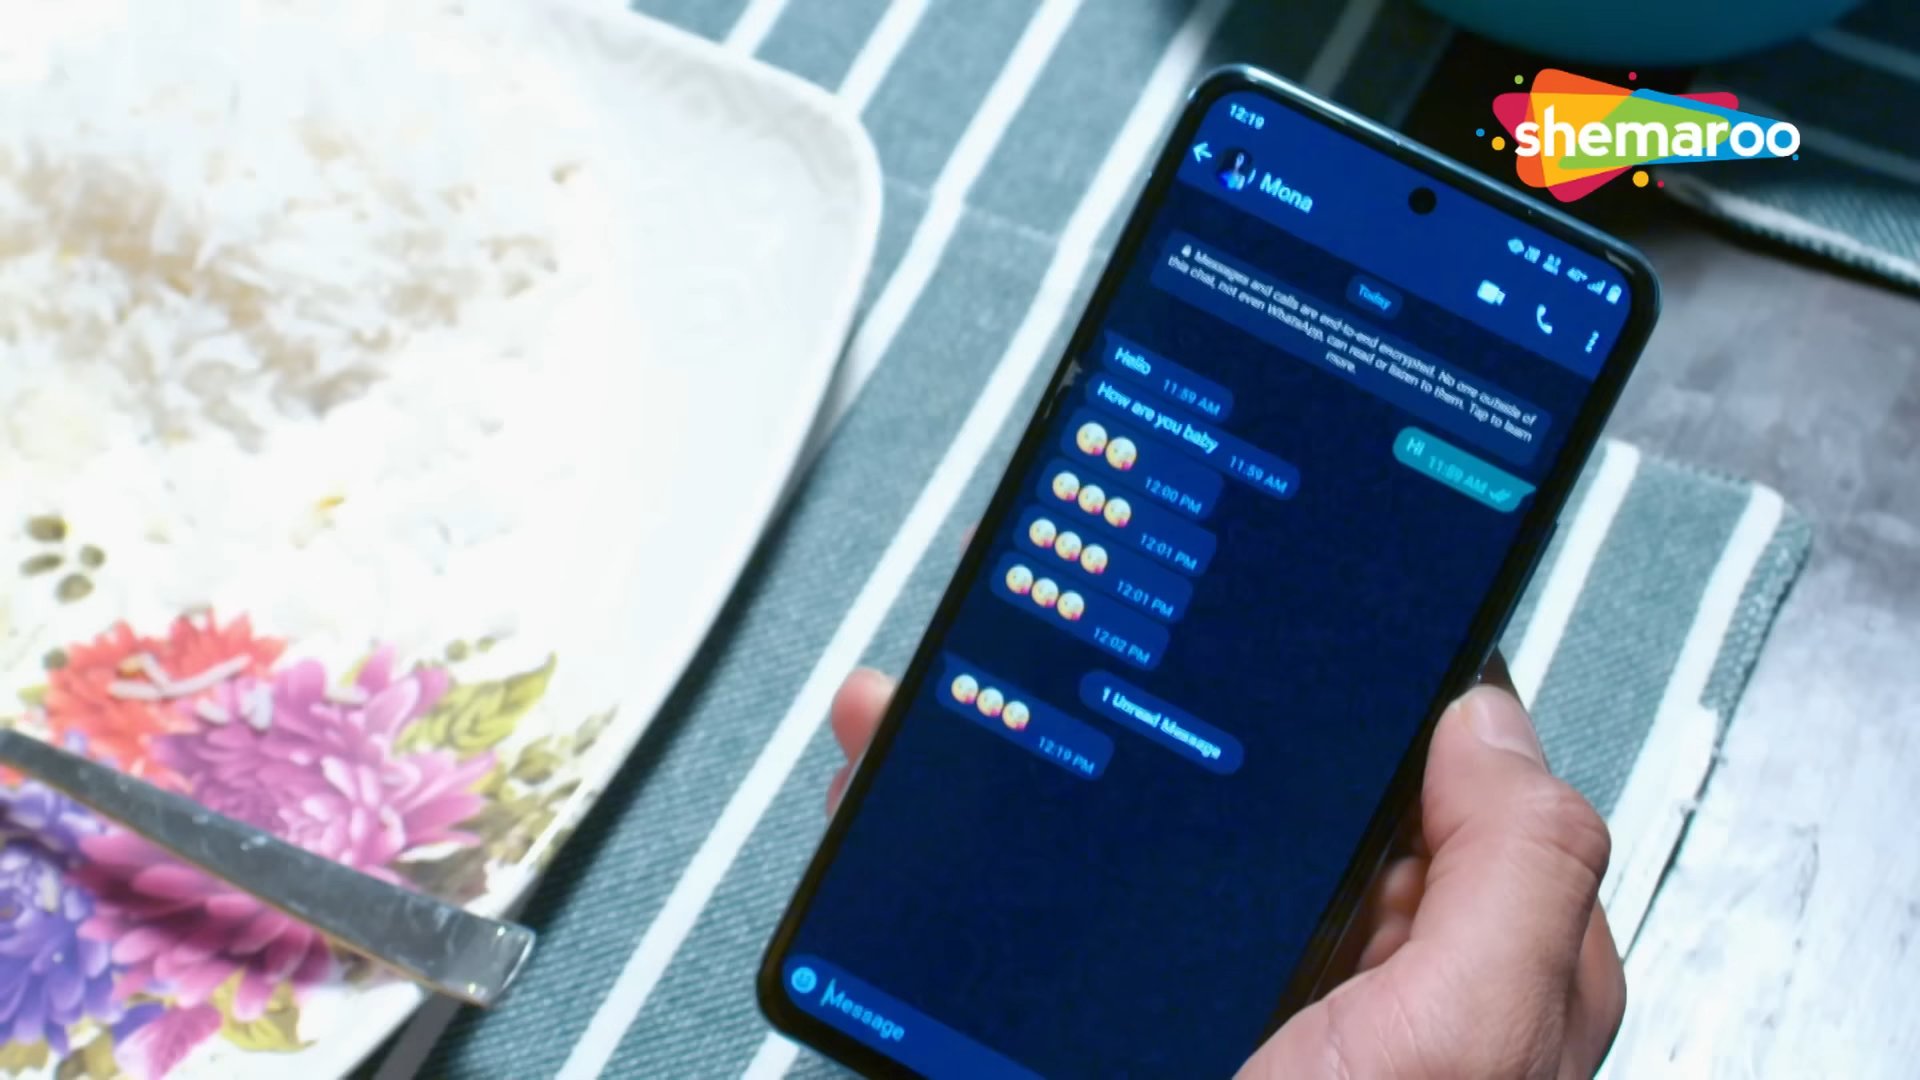 shemaroo
12:19
4G+
Mona
Today
Messages and calls are end-to-end encrypted. No one outside of
this chat, not even WhatsApp, can read or listen to them. Tap to learn
more.
Hi 11:59 AM
Hello 11:59 AM
How are you baby 11:59 AM
😘😘 12:00 PM
😘😘😘 12:01 PM
😘😘😘 12:01 PM
😘😘😘 12:02 PM
1 Unread Message
😘😘😘 12:19 PM
Message